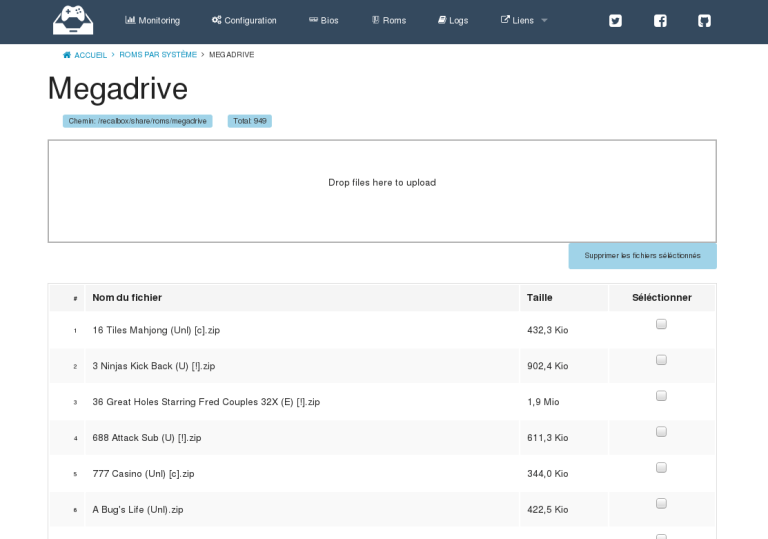 Monitoring Configuration Bios Roms Logs Liens
ACCUEIL > ROMS PAR SYSTÈME > MEGADRIVE
Megadrive
Chemin: /recalbox/share/roms/megadrive Total: 949
Drop files here to upload
Supprimer les fichiers séléctionnés
# Nom du fichier Taille Séléctionner
1 16 Tiles Mahjong (Unl) [c].zip 432,3 Kio
2 3 Ninjas Kick Back (U) [!].zip 902,4 Kio
3 36 Great Holes Starring Fred Couples 32X (E) [!].zip 1,9 Mio
4 688 Attack Sub (U) [!].zip 611,3 Kio
5 777 Casino (Unl) [c].zip 344,0 Kio
6 A Bug's Life (Unl).zip 422,5 Kio